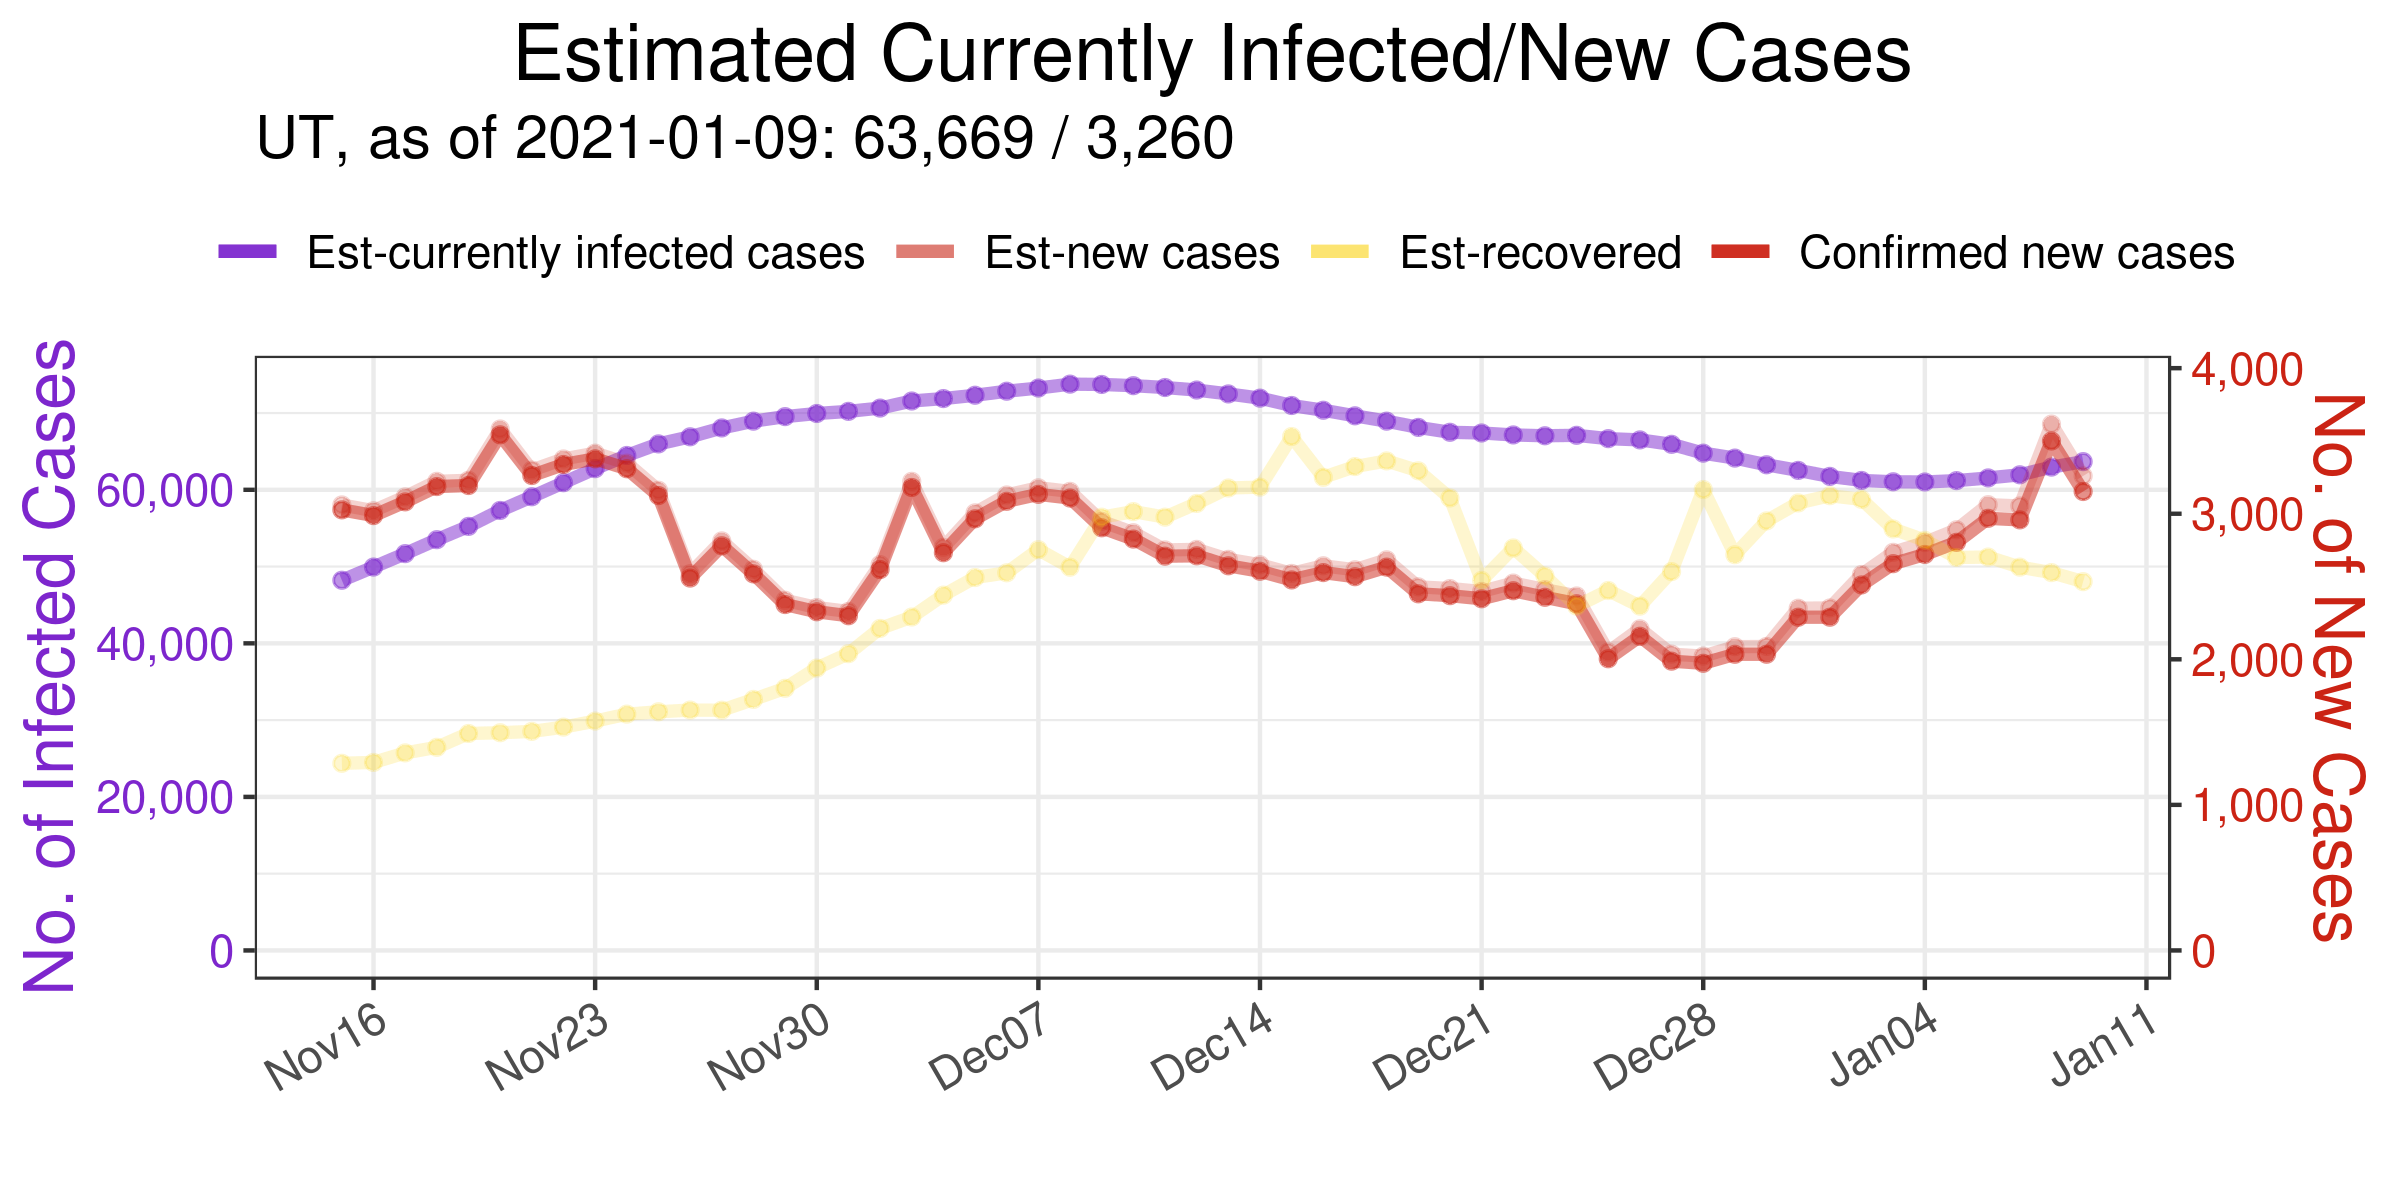 Estimated Currently Infected/New Cases
UT, as of 2021-01-09: 63,669 / 3,260
Est-currently infected cases Est-new cases Est-recovered Confirmed new cases
No. of Infected Cases
60,000
40,000
20,000
0
4,000
3,000
2,000
1,000
0
No. of New Cases
Nov16 Nov23 Nov30 Dec07 Dec14 Dec21 Dec28 Jan04 Jan11